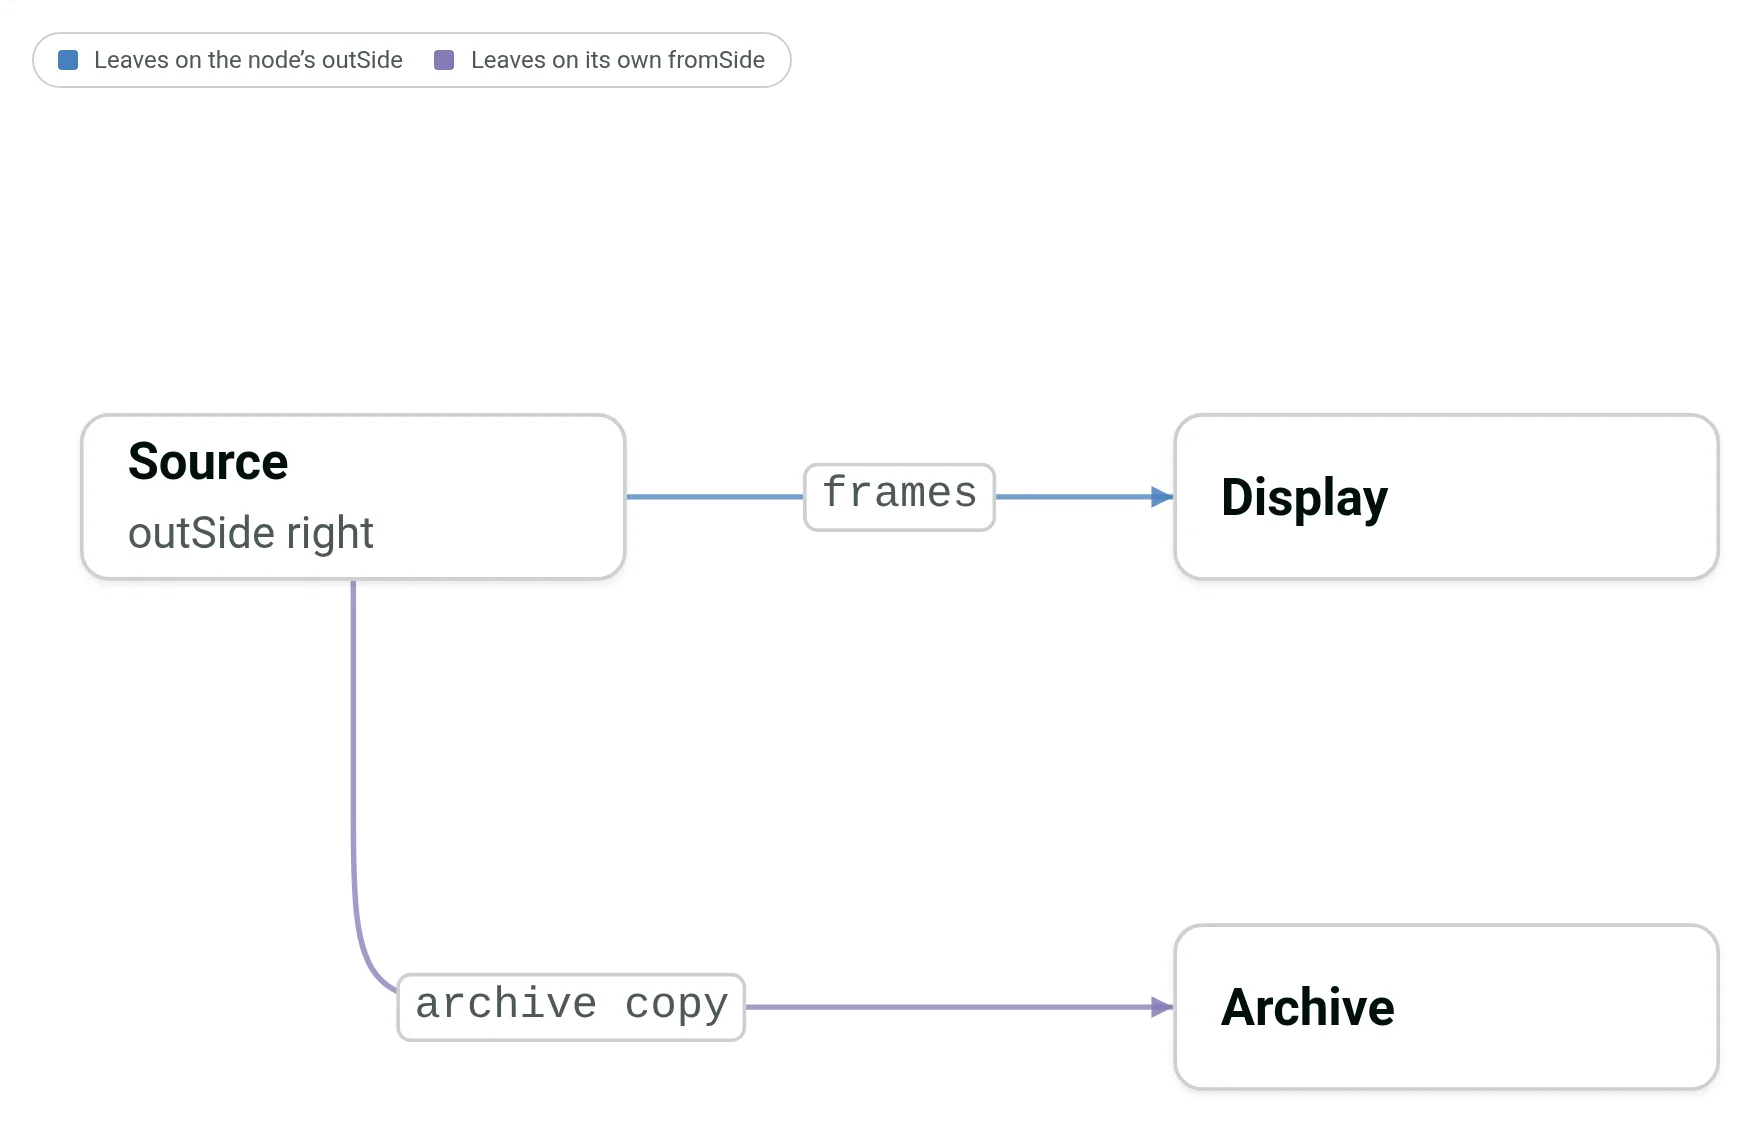 Leaves on the node’s outSide
Leaves on its own fromSide
Source
outSide right
frames
Display
archive copy
Archive